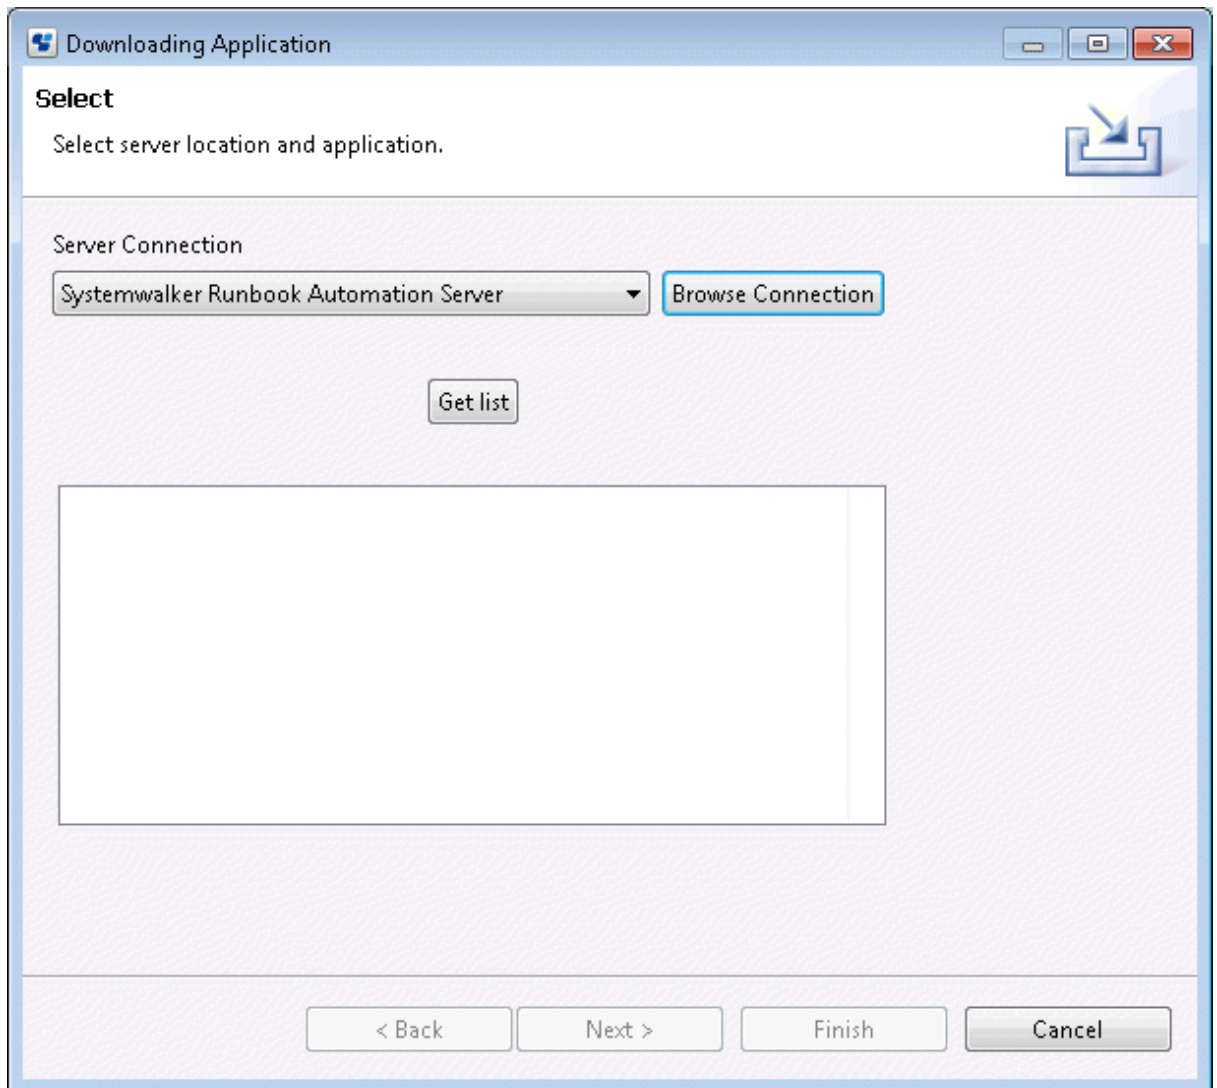 Downloading Application
Select
Select server location and application.
Server Connection
Systemwalker Runbook Automation Server Browse Connection
Get list
< Back Next > Finish Cancel